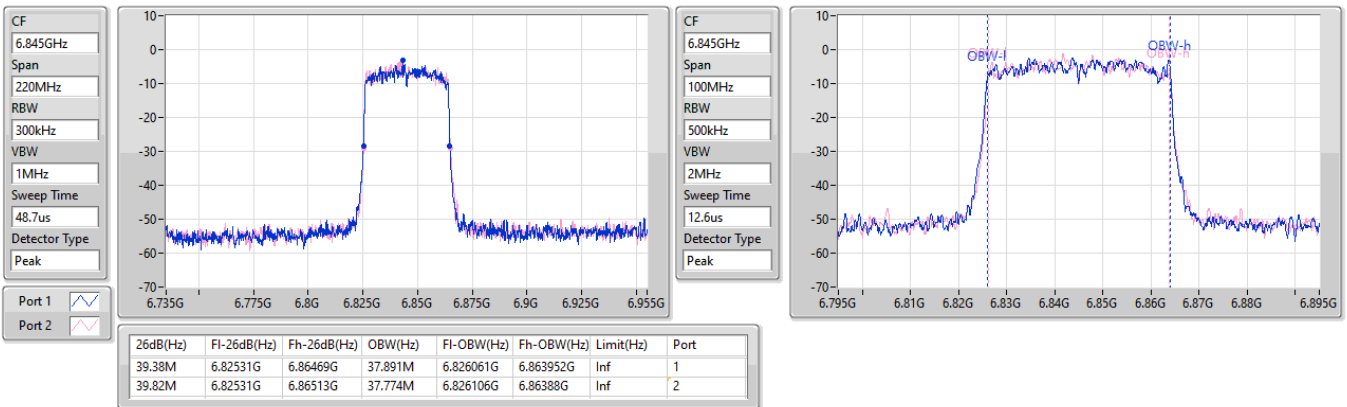 CF
6.845GHz
Span
220MHz
RBW
300kHz
VBW
1MHz
Sweep Time
48.7us
Detector Type
Peak
Port 1
Port 2
10
0
-10
-20
-30
-40
-50
-60
-70
6.735G 6.775G 6.8G 6.825G 6.85G 6.875G 6.9G 6.925G 6.955G
CF
6.845GHz
Span
100MHz
RBW
500kHz
VBW
2MHz
Sweep Time
12.6us
Detector Type
Peak
10
0
-10
-20
-30
-40
-50
-60
-70
OBW-l OBW-h
OBW-h
6.795G 6.81G 6.82G 6.83G 6.84G 6.85G 6.86G 6.87G 6.88G 6.895G
26dB(Hz) Fl-26dB(Hz) Fh-26dB(Hz) OBW(Hz) Fl-OBW(Hz) Fh-OBW(Hz) Limit(Hz) Port
39.38M 6.82531G 6.86469G 37.891M 6.826061G 6.863952G Inf 1
39.82M 6.82531G 6.86513G 37.774M 6.826106G 6.86388G Inf 2